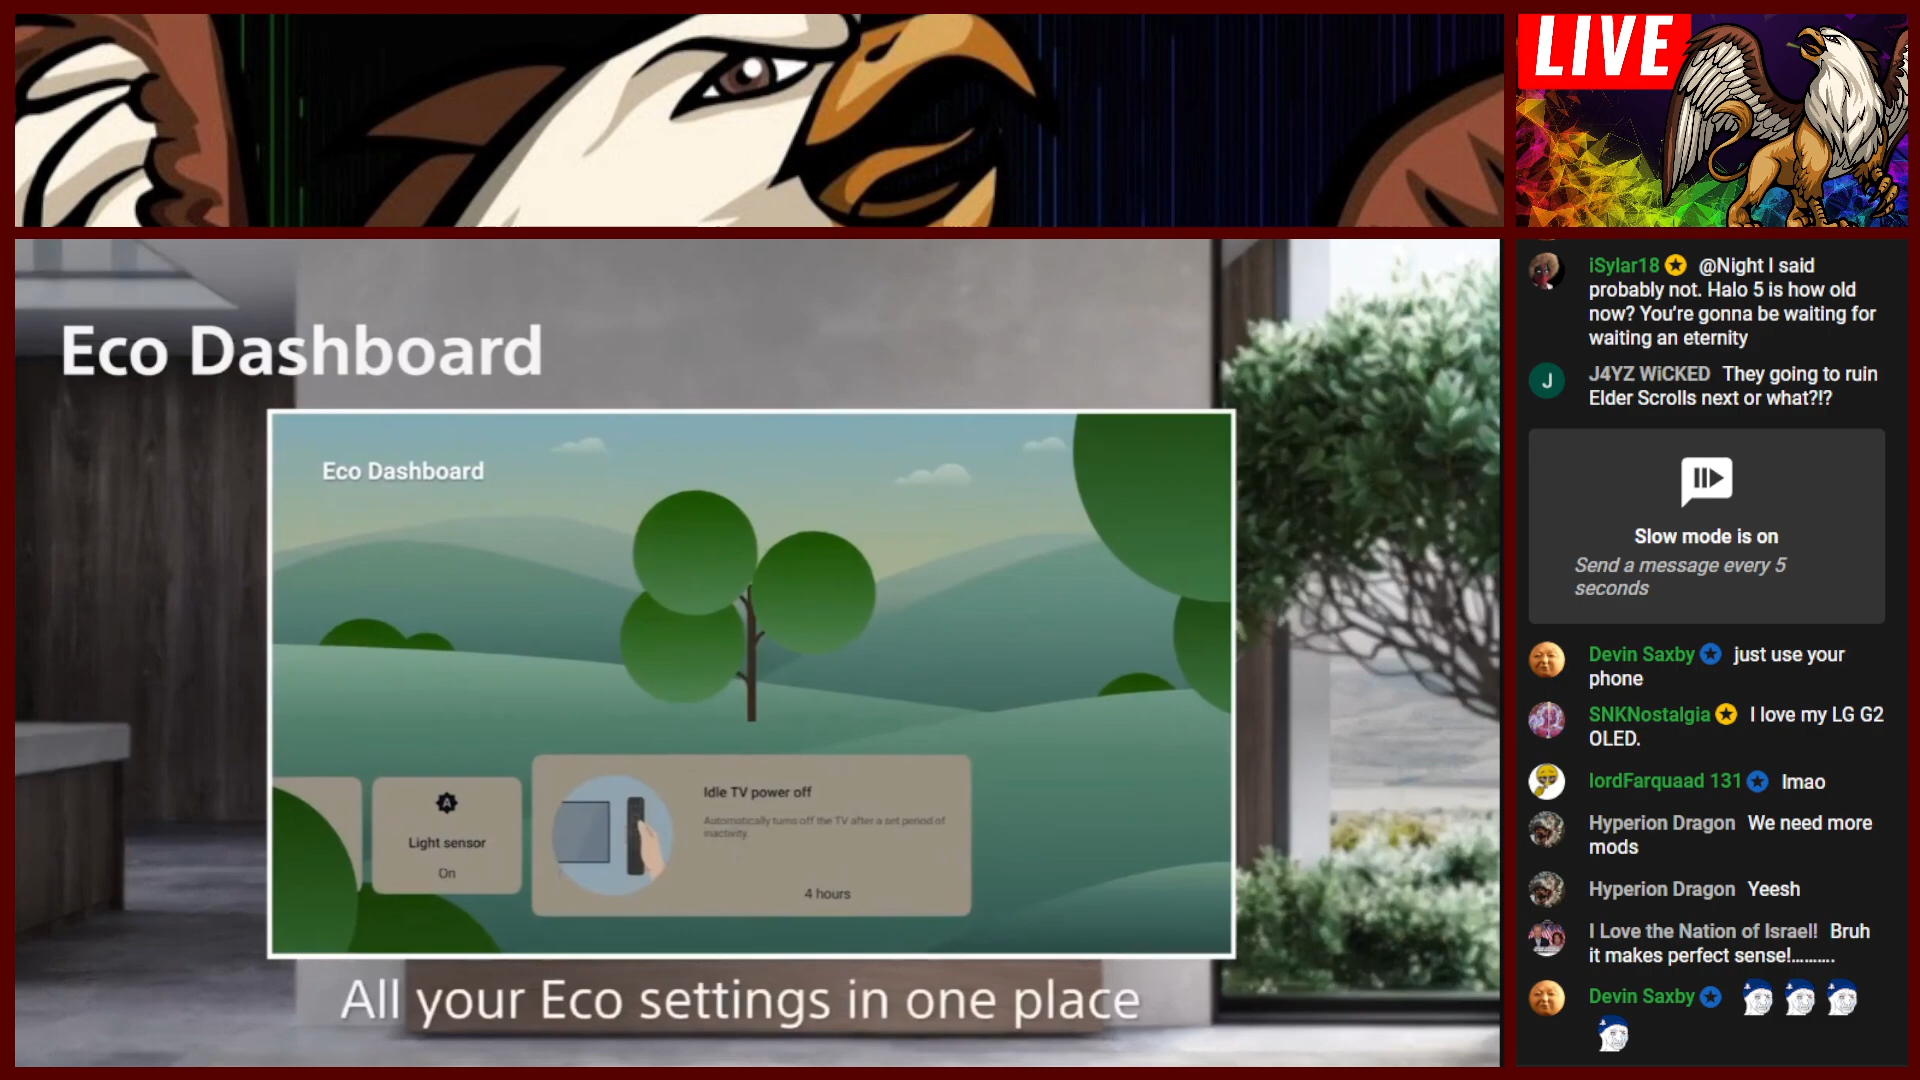 LIVE
Eco Dashboard
Eco Dashboard
A
Light sensor
On
Idle TV power off
Automatically turns off the TV after a set period of
inactivity.
4 hours
All your Eco settings in one place
iSylar18 @Night I said
probably not. Halo 5 is how old
now? You're gonna be waiting for
waiting an eternity
J
J4YZ WiCKED They going to ruin
Elder Scrolls next or what?!?
Slow mode is on
Send a message every 5
seconds
Devin Saxby just use your
phone
SNKNostalgia I love my LG G2
OLED.
lordFarquaad 131 lmao
Hyperion Dragon We need more
mods
Hyperion Dragon Yeesh
I Love the Nation of Israel! Bruh
it makes perfect sense!..........
Devin Saxby